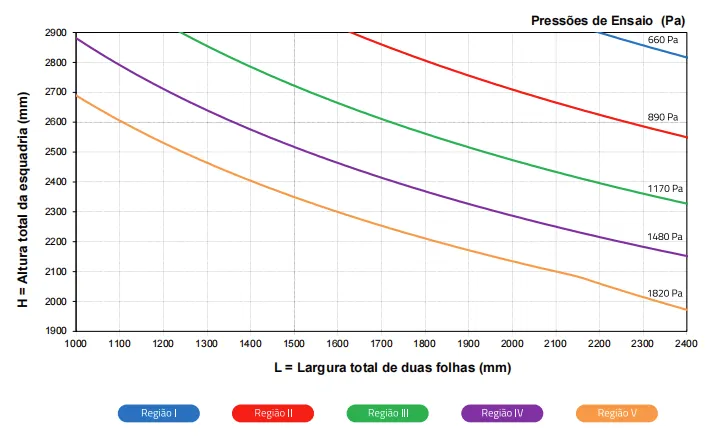 Pressões de Ensaio (Pa)
2900
2800
2700
2600
2500
2400
2300
2200
2100
2000
1900
H = Altura total da esquadria (mm)
660 Pa
890 Pa
1170 Pa
1480 Pa
1820 Pa
1000 1100 1200 1300 1400 1500 1600 1700 1800 1900 2000 2100 2200 2300 2400
L = Largura total de duas folhas (mm)
Região I Região II Região III Região IV Região V